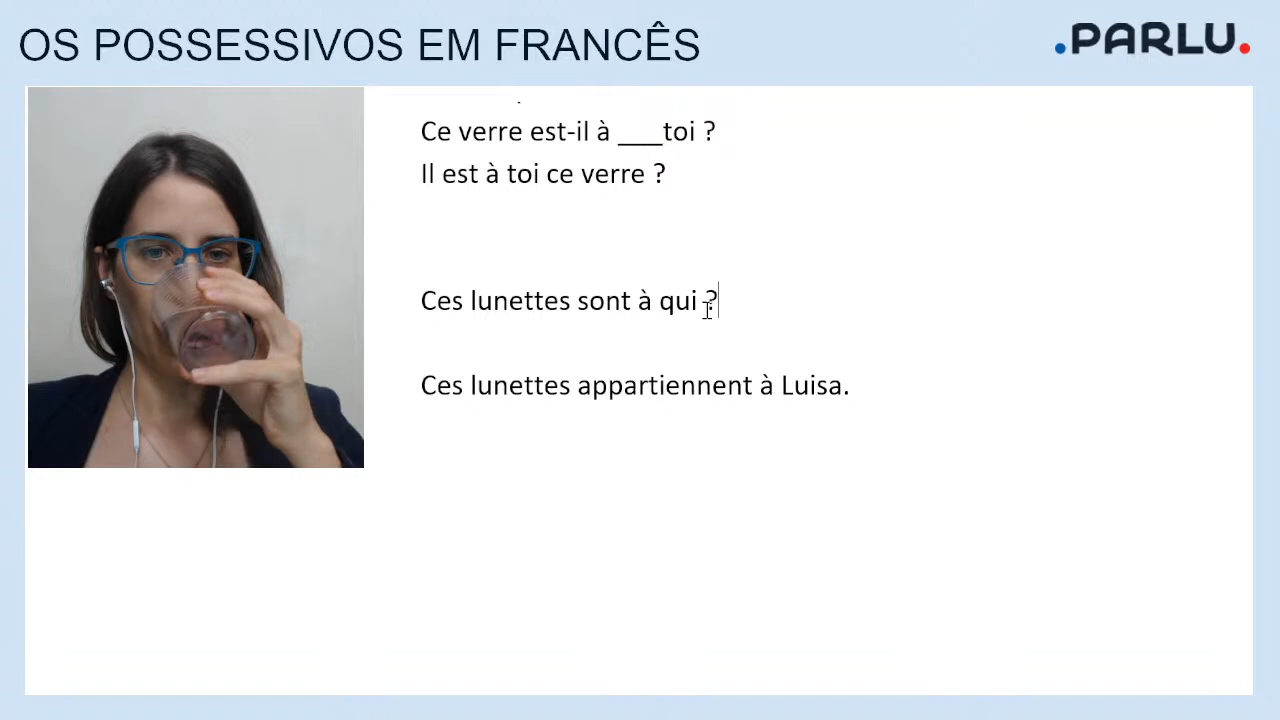 OS POSSESSIVOS EM FRANCÊS
.PARLU.
Ce verre est-il à ___toi ?
Il est à toi ce verre ?
Ces lunettes sont à qui ?
Ces lunettes appartiennent à Luisa.